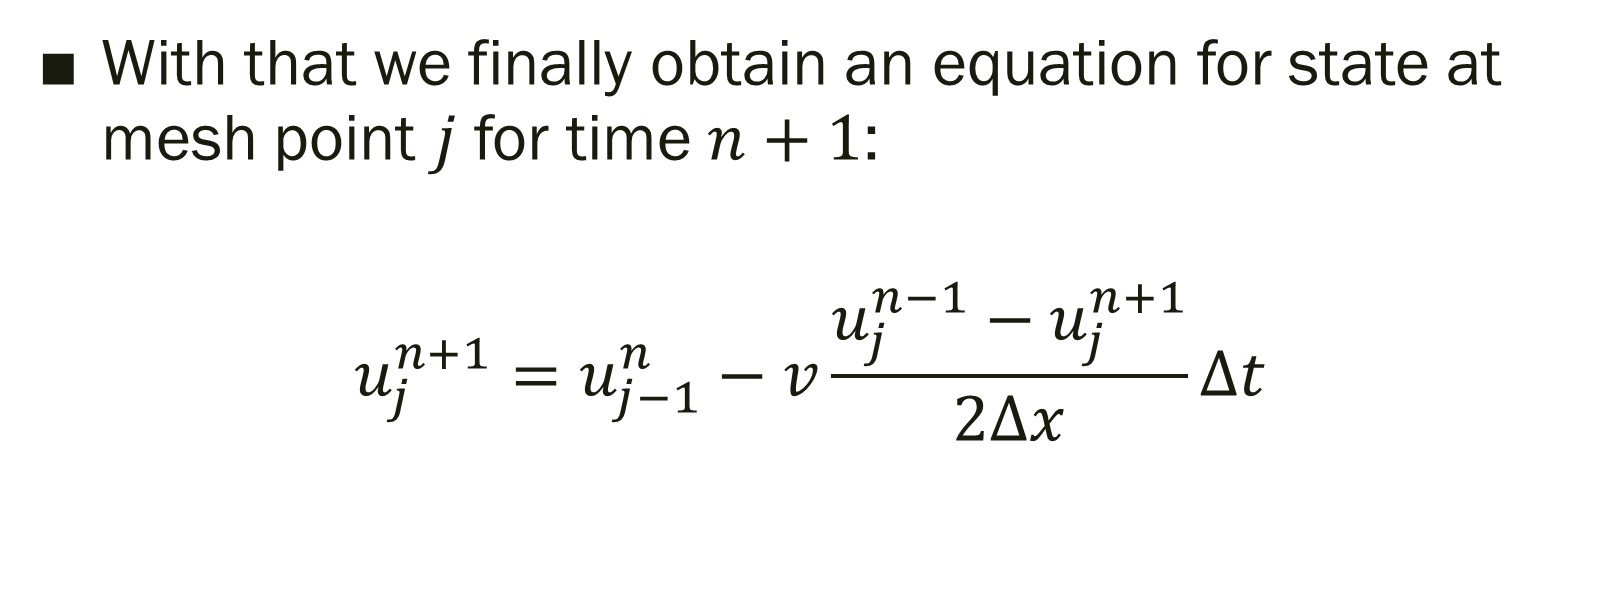 ■ With that we finally obtain an equation for state at
mesh point j for time n + 1:
u_j^{n+1} = u_{j−1}^n − v \frac{u_j^{n−1} − u_j^{n+1}}{2Δx} Δt